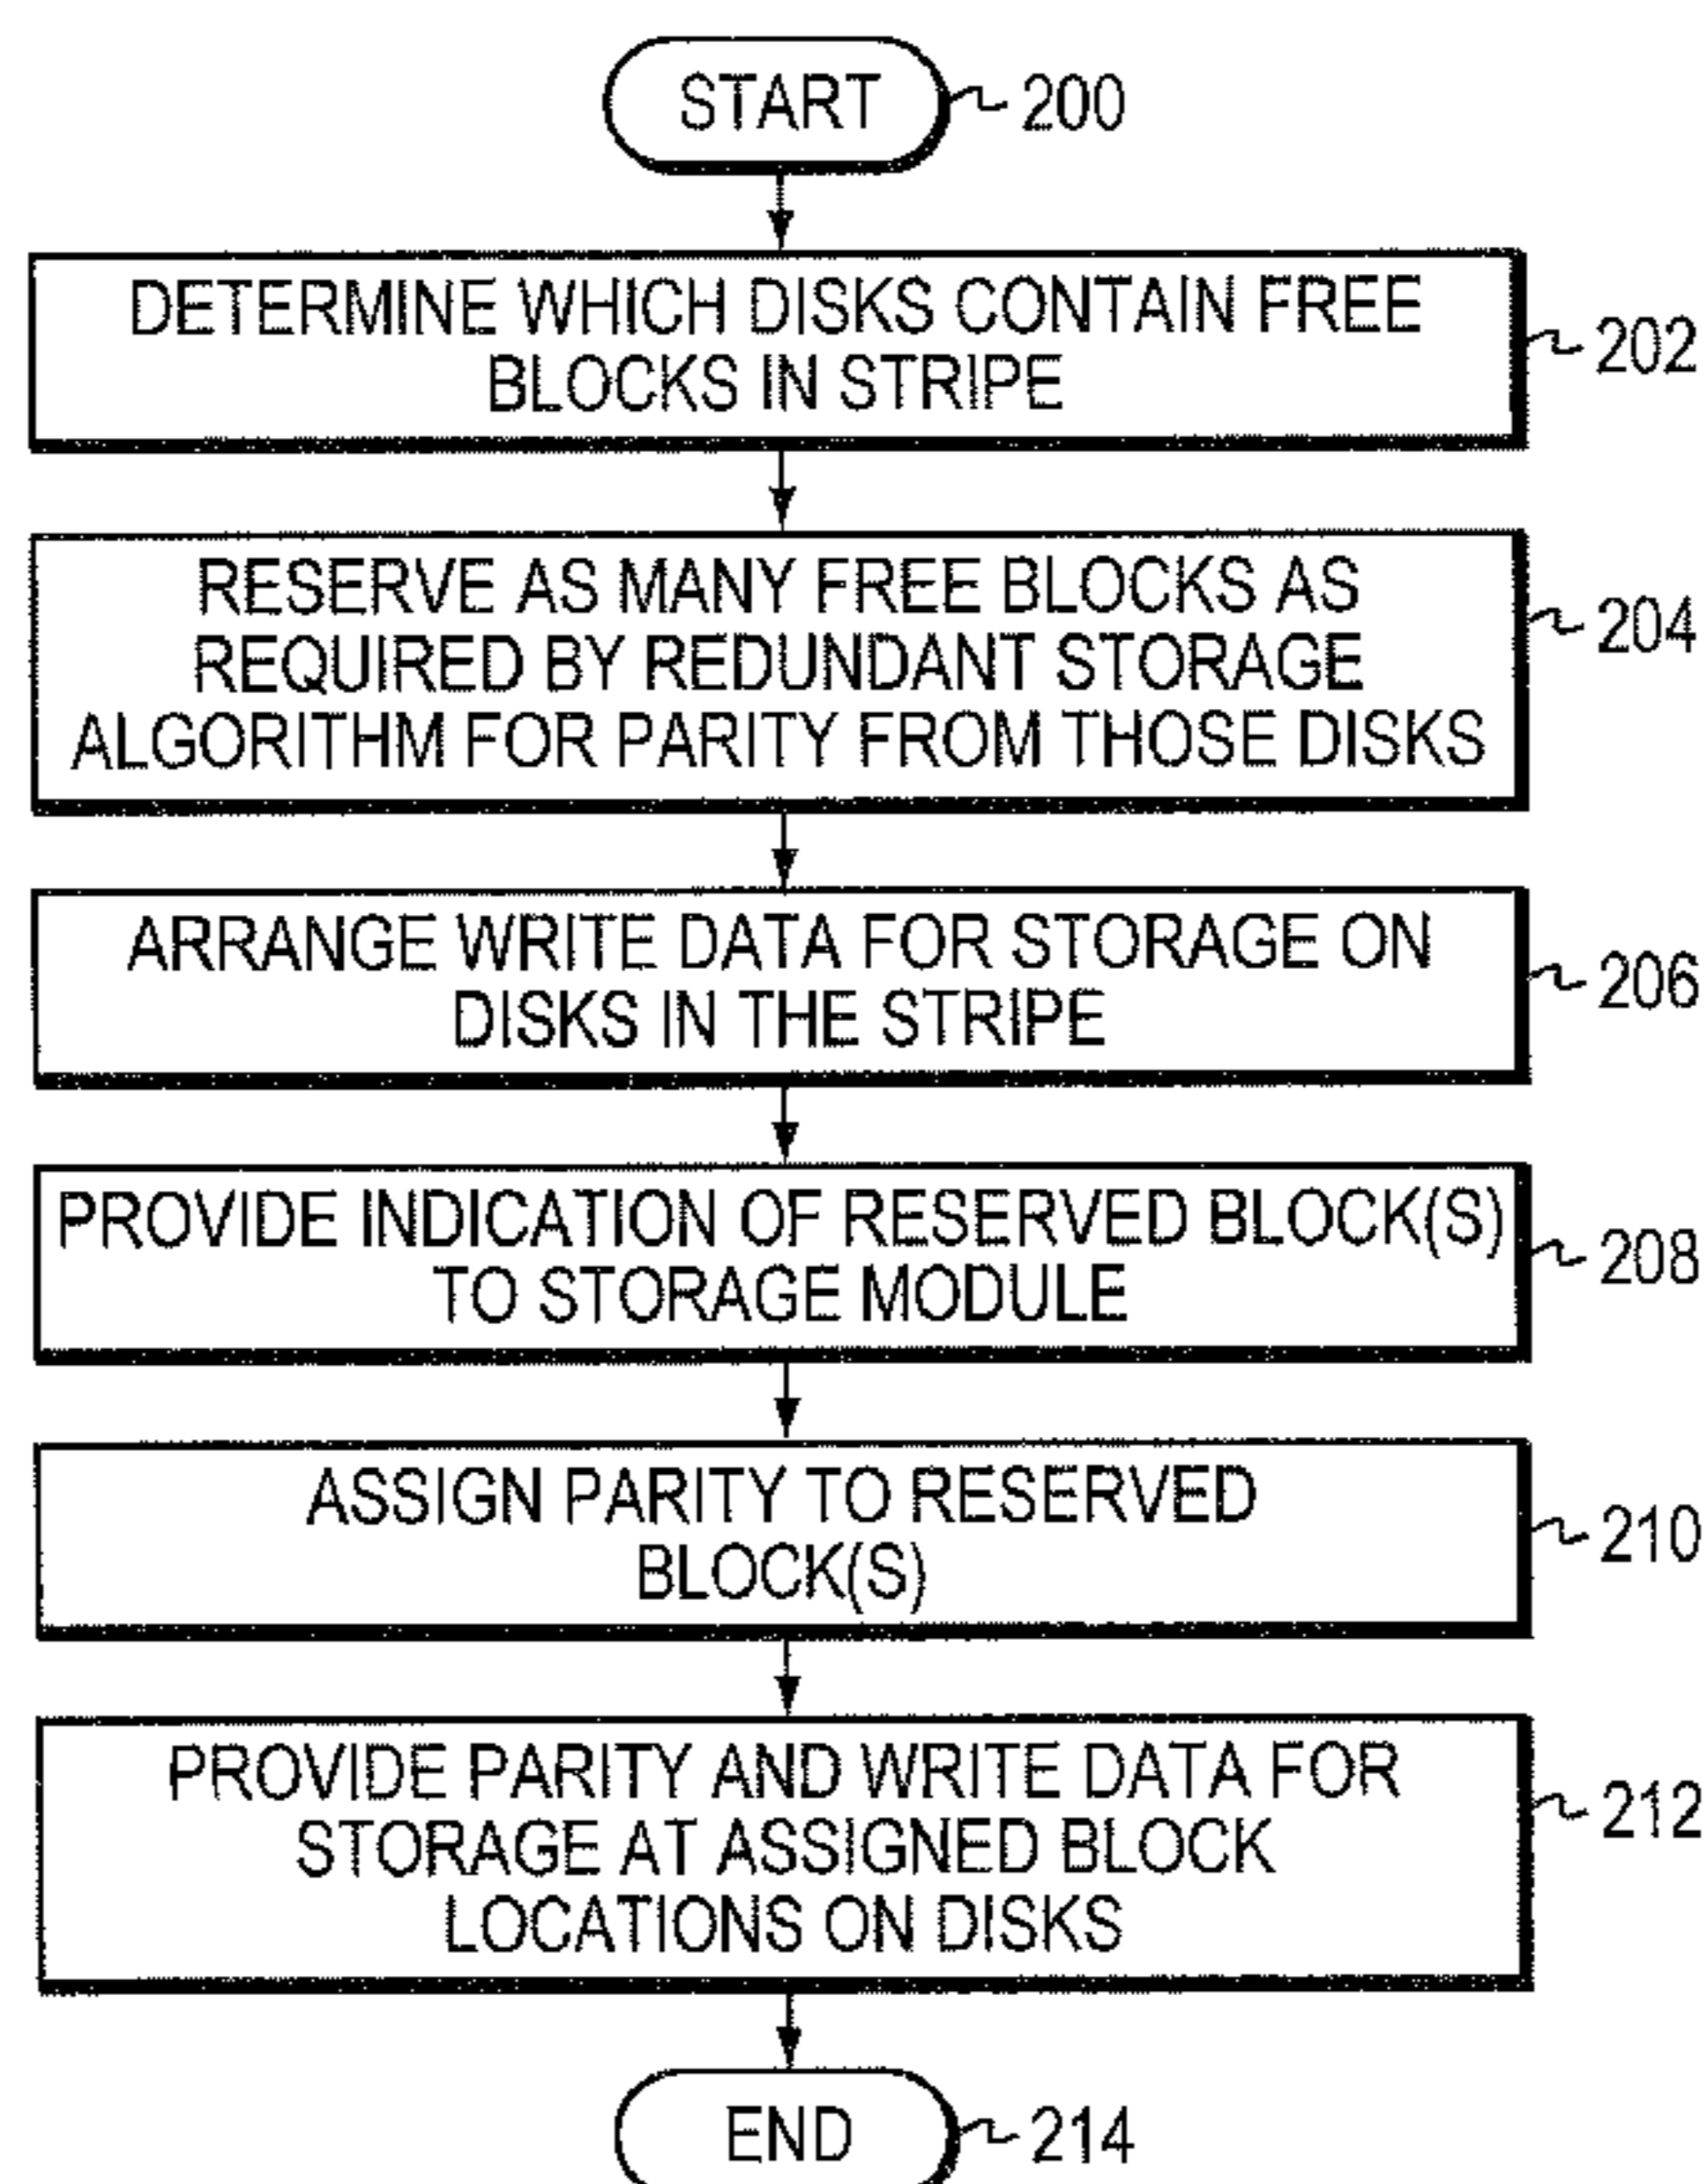 START
200
DETERMINE WHICH DISKS CONTAIN FREE
BLOCKS IN STRIPE
202
RESERVE AS MANY FREE BLOCKS AS
REQUIRED BY REDUNDANT STORAGE
ALGORITHM FOR PARITY FROM THOSE DISKS
204
ARRANGE WRITE DATA FOR STORAGE ON
DISKS IN THE STRIPE
206
PROVIDE INDICATION OF RESERVED BLOCK(S)
TO STORAGE MODULE
208
ASSIGN PARITY TO RESERVED
BLOCK(S)
210
PROVIDE PARITY AND WRITE DATA FOR
STORAGE AT ASSIGNED BLOCK
LOCATIONS ON DISKS
212
END
214